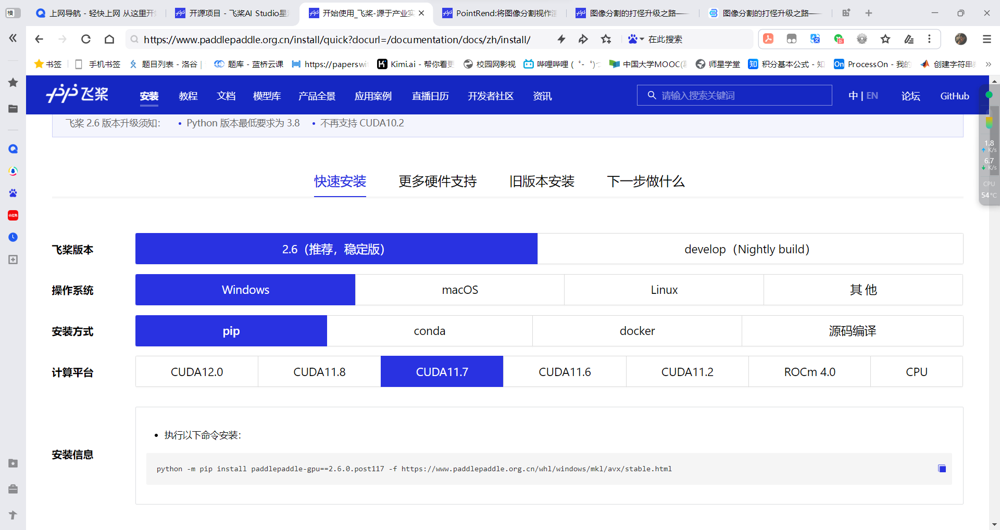 横
上网导航 - 轻快上网 从这里开始
开源项目 - 飞桨AI Studio星河
开始使用_飞桨-源于产业实
PointRend:将图像分割视作渲
图像分割的打怪升级之路——
图像分割的打怪升级之路——
https://www.paddlepaddle.org.cn/install/quick?docurl=/documentation/docs/zh/install/
在此搜索
书签
手机书签
题目列表 - 洛谷 |
题库 - 蓝桥云课
https://paperswi
Kimi.ai - 帮你看更
校园网影视
哔哩哔哩 ( ゜- ゜)つ
中国大学MOOC(
师星学堂
知 积分基本公式 - 知
On ProcessOn - 我的
创建字符串
飞桨
安装
教程
文档
模型库
产品全景
应用案例
直播日历
开发者社区
资讯
请输入搜索关键词
中 | EN
论坛
GitHub
飞桨 2.6 版本升级须知:
• Python 版本最低要求为 3.8
• 不再支持 CUDA10.2
1.8
K/s
6.7
K/s
CPU
54°C
小红书
快速安装
更多硬件支持
旧版本安装
下一步做什么
飞桨版本
2.6（推荐，稳定版）
develop（Nightly build）
操作系统
Windows
macOS
Linux
其 他
安装方式
pip
conda
docker
源码编译
计算平台
CUDA12.0
CUDA11.8
CUDA11.7
CUDA11.6
CUDA11.2
ROCm 4.0
CPU
安装信息
• 执行以下命令安装:
python -m pip install paddlepaddle-gpu==2.6.0.post117 -f https://www.paddlepaddle.org.cn/whl/windows/mkl/avx/stable.html